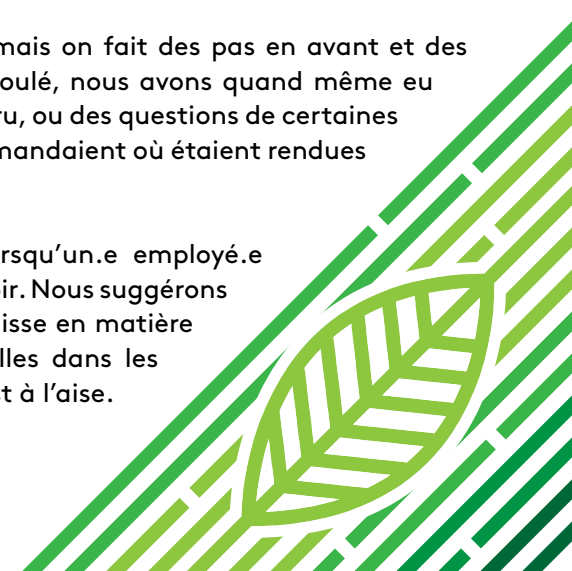 mais on fait des pas en avant et des
oulé, nous avons quand même eu
ru, ou des questions de certaines
mandaient où étaient rendues
rsqu’un.e employé.e
ir. Nous suggérons
isse en matière
lles dans les
t à l’aise.